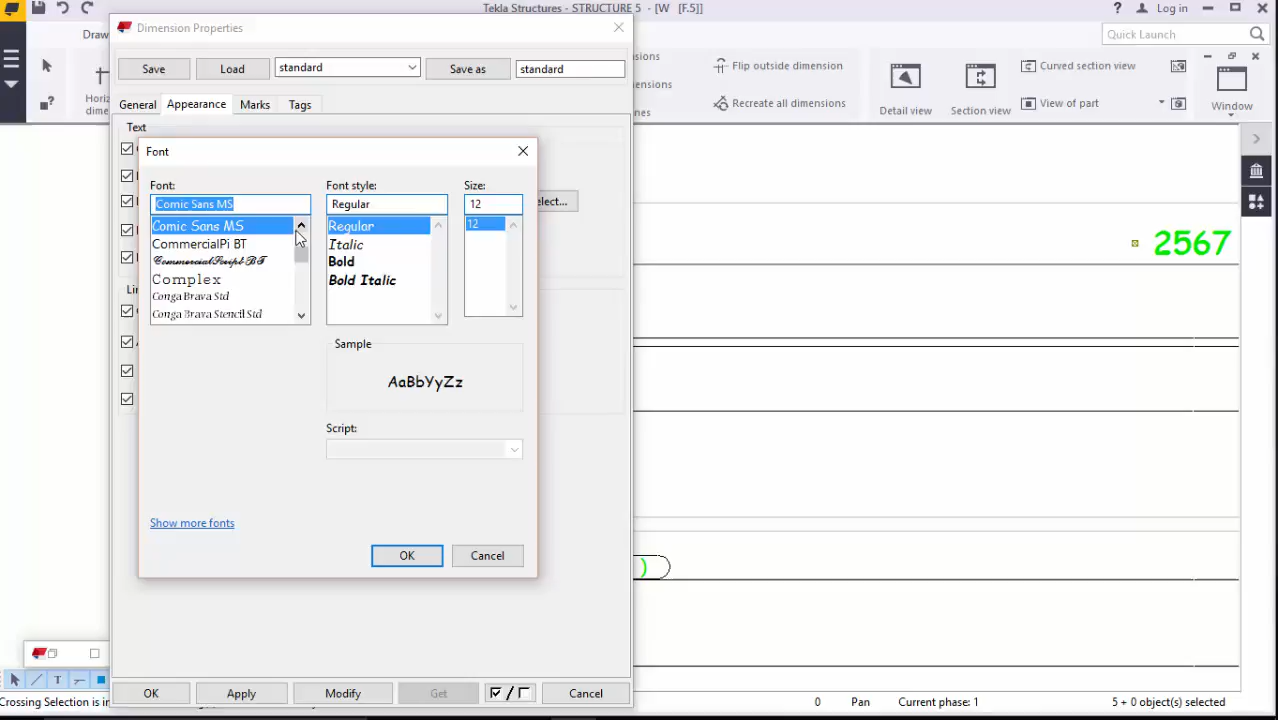 Tekla Structures - STRUCTURE 5 - [W [F.5]]
Log in
Dimension Properties
Quick Launch
Save
Load
standard
Save as
standard
Flip outside dimension
Curved section view
Recreate all dimensions
Detail view
Section view
View of part
Window
General
Appearance
Marks
Tags
Text
Font
Font:
Font style:
Size:
Comic Sans MS
Regular
12
Comic Sans MS
CommercialPi BT
CommercialScript BT
Complex
Conga Brava Std
Conga Brava Stencil Std
Regular
Italic
Bold
Bold Italic
12
2567
Sample
AaBbYyZz
Script:
Show more fonts
OK
Cancel
)
OK
Apply
Modify
Get
/
Cancel
0
Pan
Current phase: 1
5 + 0 object(s) selected